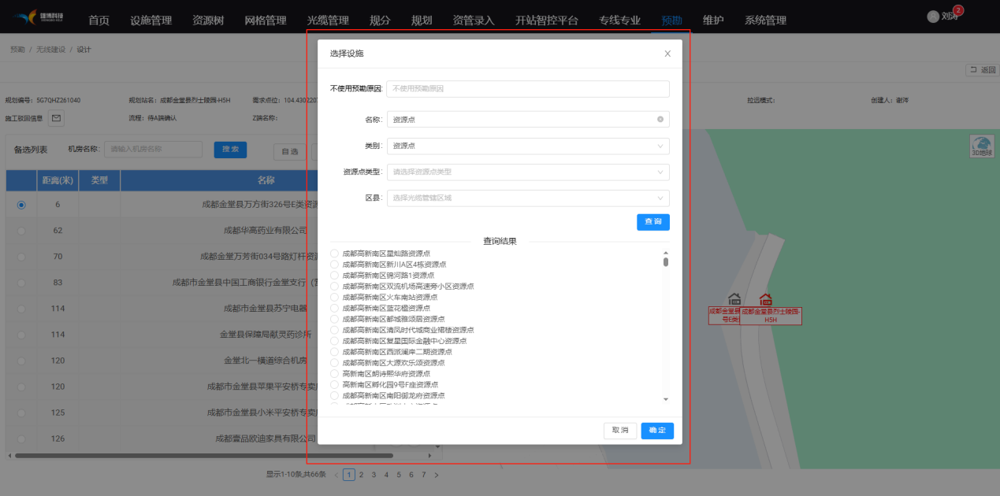 首页 设施管理 资源树 网格管理 光缆管理 规分 规划 资管录入 开站智控平台 专线专业 预勘 维护 系统管理 刘涛 2
预勘 / 无线建设 / 设计
选择设施
返回
不使用预勘原因: 不使用预勘原因
规划编号: 5G7QHZ261040 规划站名: 成都金堂县烈士陵园-H5H 需求点位: 104.430220 拉远模式: 创建人: 谢涔
施工驳回信息 流程: 待A端确认 Z端名称:
名称: 资源点
备选列表 机房名称: 请输入机房名称 搜索 自选
类别: 资源点
3D地球
资源点类型: 请选择资源点类型
距离(米) 类型 名称
区县: 选择光缆管辖区域
6 成都金堂县万方街326号E类资源
查询
62 成都华高药业有限公司
查询结果
70 成都金堂万芳街034号路灯杆资
83 成都市金堂县中国工商银行金堂支行
114 成都市金堂县苏宁电器
114 金堂县保障局献灵药诊所
120 金堂北一横道综合机房
120 成都市金堂县苹果平安桥专卖
125 成都市金堂县小米平安桥专卖
126 成都壹品欧迪家具有限公司
成都高新南区星灿路资源点
成都高新南区新川A区4栋资源点
成都高新南区锦河路1资源点
成都高新南区双流机场高速旁小区资源点
成都高新南区火车南站资源点
成都高新南区蓝花楹资源点
成都高新南区都城雅颂居资源点
成都高新南区清凤时代城商业裙楼资源点
成都高新南区复星国际金融中心资源点
成都高新南区西派澜岸二期资源点
成都高新南区大源欢乐颂资源点
高新南区朗诗熙华府资源点
高新南区孵化园9号F座资源点
成都高新南区南阳御龙府资源点
取消 确定
成都金堂县
号E类
成都金堂县烈士陵园-
H5H
显示1-10条,共66条 < 1 2 3 4 5 6 7 >